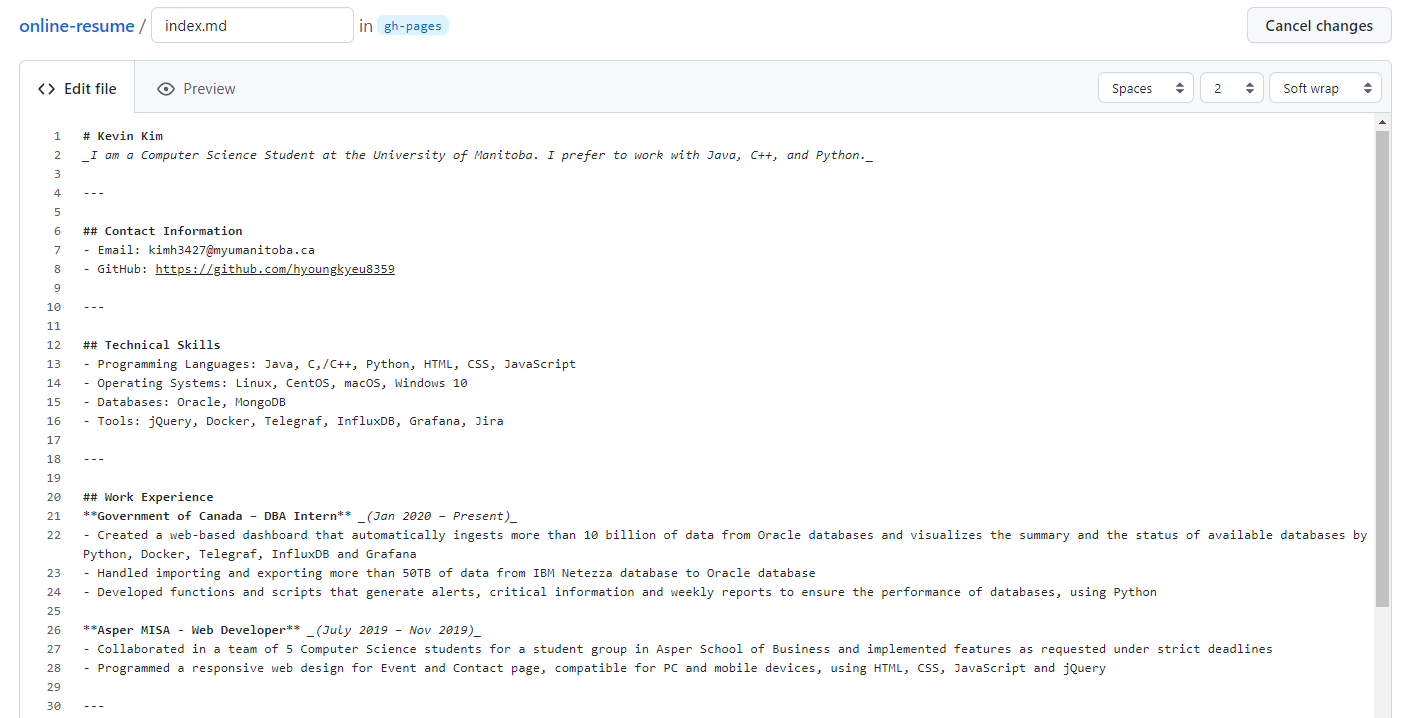 online-resume / index.md in gh-pages Cancel changes
Edit file Preview Spaces 2 Soft wrap
1 # Kevin Kim
2 _I am a Computer Science Student at the University of Manitoba. I prefer to work with Java, C++, and Python._
3
4 ---
5
6 ## Contact Information
7 - Email: kimh3427@myumanitoba.ca
8 - GitHub: https://github.com/hyoungkyeu8359
9
10 ---
11
12 ## Technical Skills
13 - Programming Languages: Java, C,/C++, Python, HTML, CSS, JavaScript
14 - Operating Systems: Linux, CentOS, macOS, Windows 10
15 - Databases: Oracle, MongoDB
16 - Tools: jQuery, Docker, Telegraf, InfluxDB, Grafana, Jira
17
18 ---
19
20 ## Work Experience
21 **Government of Canada – DBA Intern** _(Jan 2020 – Present)_
22 - Created a web-based dashboard that automatically ingests more than 10 billion of data from Oracle databases and visualizes the summary and the status of available databases by
Python, Docker, Telegraf, InfluxDB and Grafana
23 - Handled importing and exporting more than 50TB of data from IBM Netezza database to Oracle database
24 - Developed functions and scripts that generate alerts, critical information and weekly reports to ensure the performance of databases, using Python
25
26 **Asper MISA - Web Developer** _(July 2019 – Nov 2019)_
27 - Collaborated in a team of 5 Computer Science students for a student group in Asper School of Business and implemented features as requested under strict deadlines
28 - Programmed a responsive web design for Event and Contact page, compatible for PC and mobile devices, using HTML, CSS, JavaScript and jQuery
29
30 ---